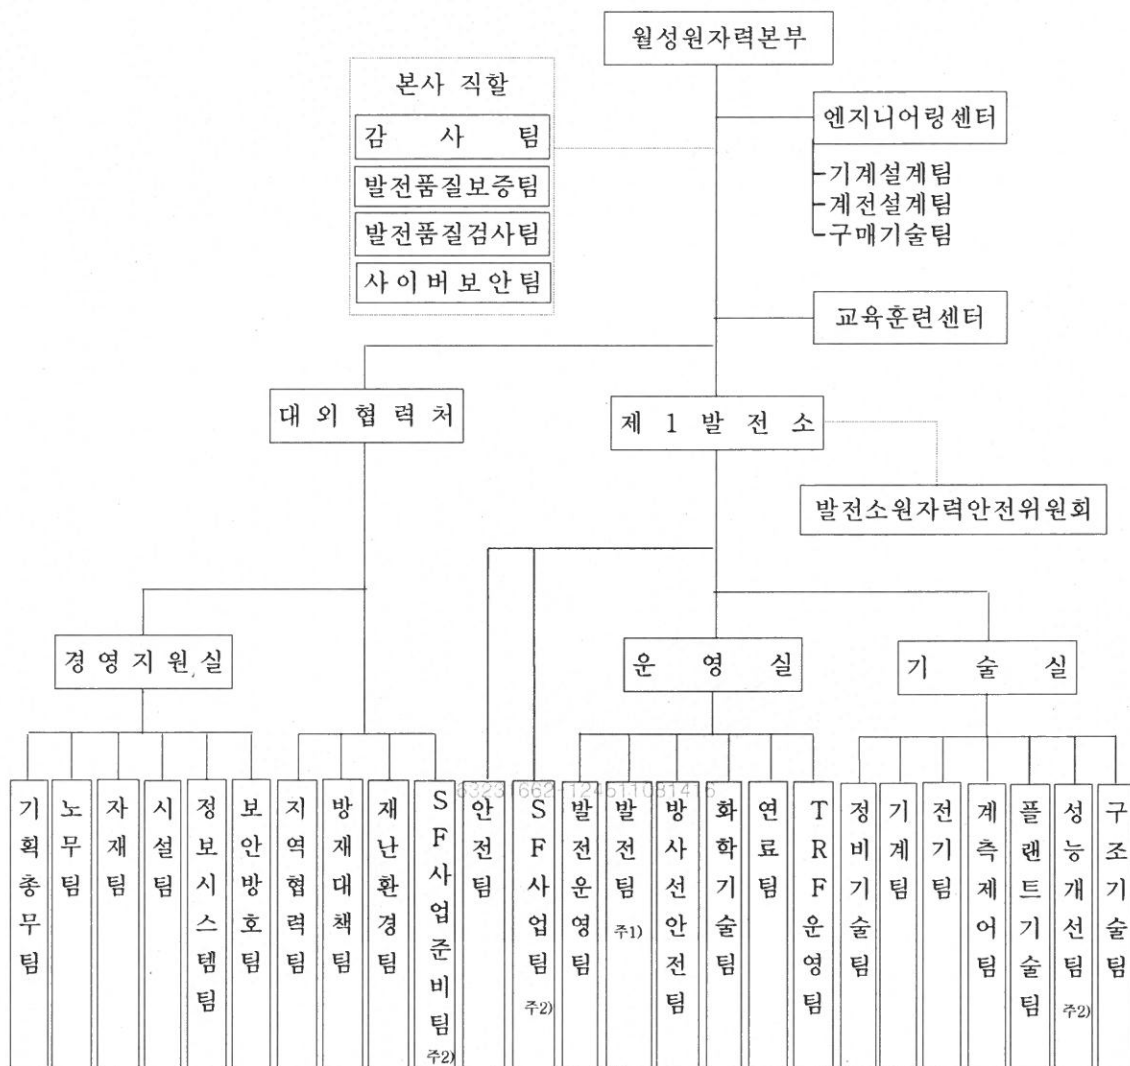 월성원자력본부
본사 직할
감 사 팀
발전품질보증팀
발전품질검사팀
사이버보안팀
엔지니어링센터
기계설계팀
계전설계팀
구매기술팀
교육훈련센터
대외협력처
제1발전소
발전소원자력안전위원회
경영지원실
운 영 실
기 술 실
기획총무팀
노무팀
자재팀
시설팀
정보시스템팀
보안방호팀
지역협력팀
방재대책팀
재난환경팀
SF사업준비팀 주2)
안전팀
SF사업팀 주2)
발전운영팀
발전팀 주1)
방사선안전팀
화학기술팀
연료팀
TRF운영팀
정비기술팀
기계팀
전기팀
계측제어팀
플랜트기술팀
성능개선팀 주2)
구조기술팀